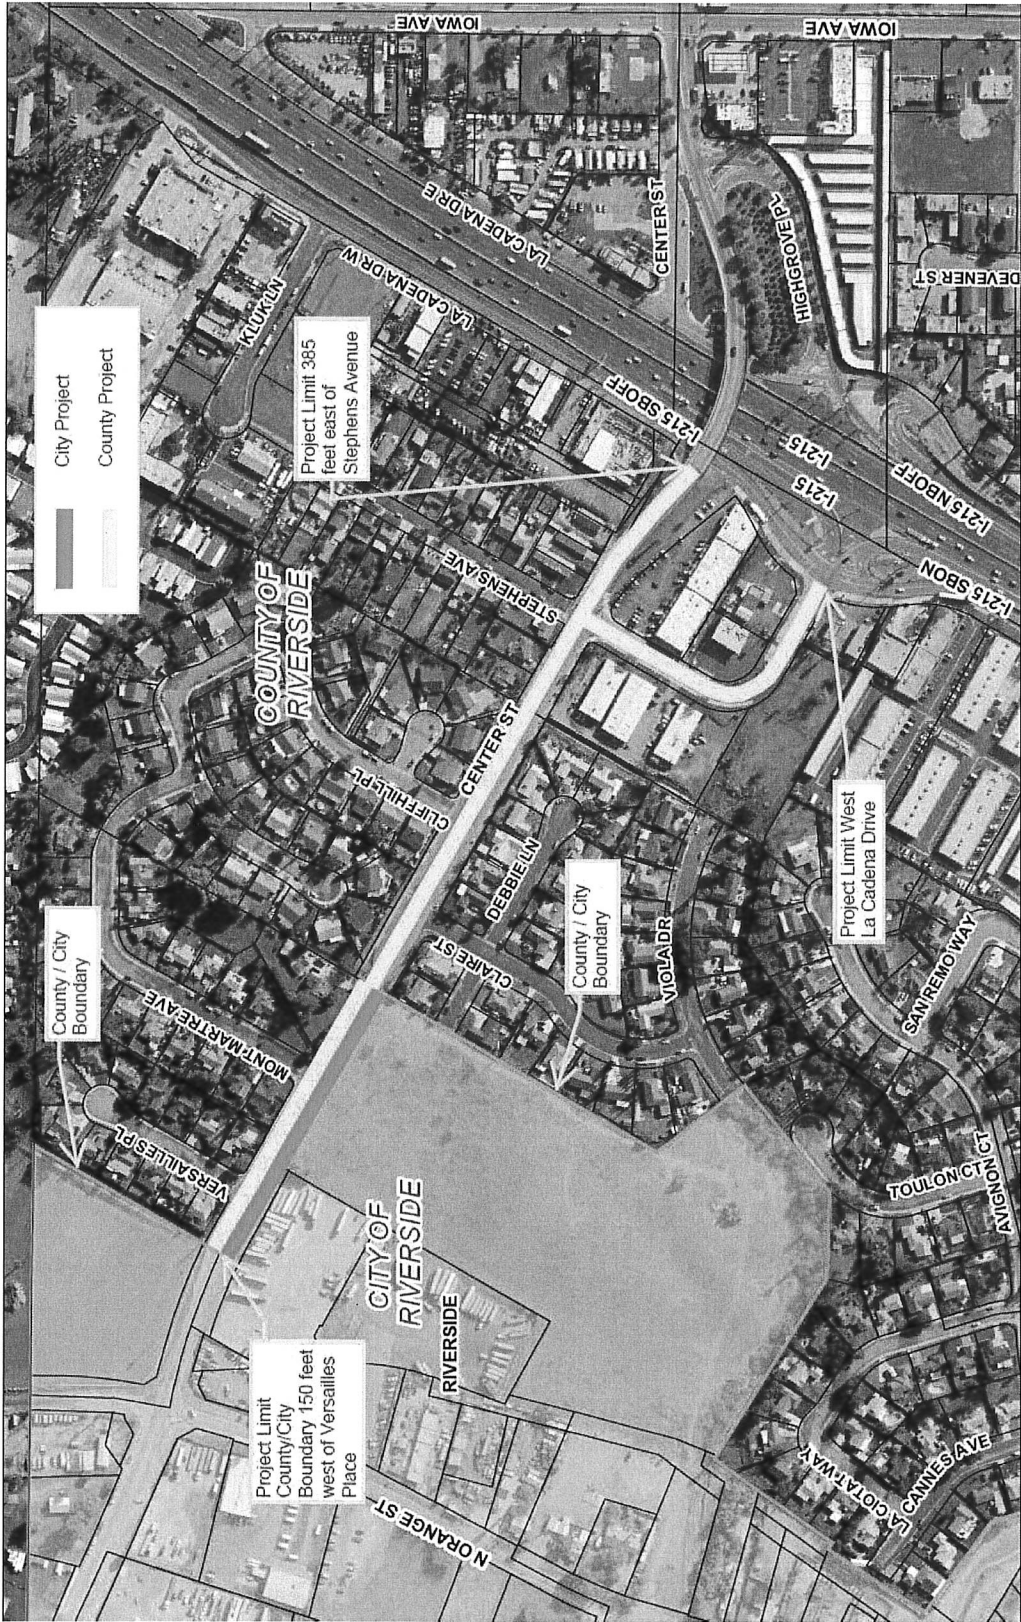 City Project
County Project
IOWA AVE
IOWA AVE
LA CADENA DR E
LA CADENA DR W
KLUK LN
CENTER ST
HIGHGROVE PL
DEVENER ST
I-215 SBOFF
I-215
I-215
I-215 NBOFF
I-215 SBON
I-215 SBON
Project Limit 385
feet east of
Stephens Avenue
STEPHENS AVE
COUNTY OF
RIVERSIDE
CLIFFHILL PL
CENTER ST
DEBBIE LN
CLAIRE ST
VIOLA DR
Project Limit West
La Cadena Drive
SAN REMO WAY
County / City
Boundary
County / City
Boundary
MONTMARTRE AVE
VERSAILLES PL
TOULON CT
AVIGNON CT
CITY OF
RIVERSIDE
RIVERSIDE
Project Limit
County/City
Boundary 150 feet
west of Versailles
Place
N ORANGE ST
LA CIOTAT WAY
LA CANNES AVE